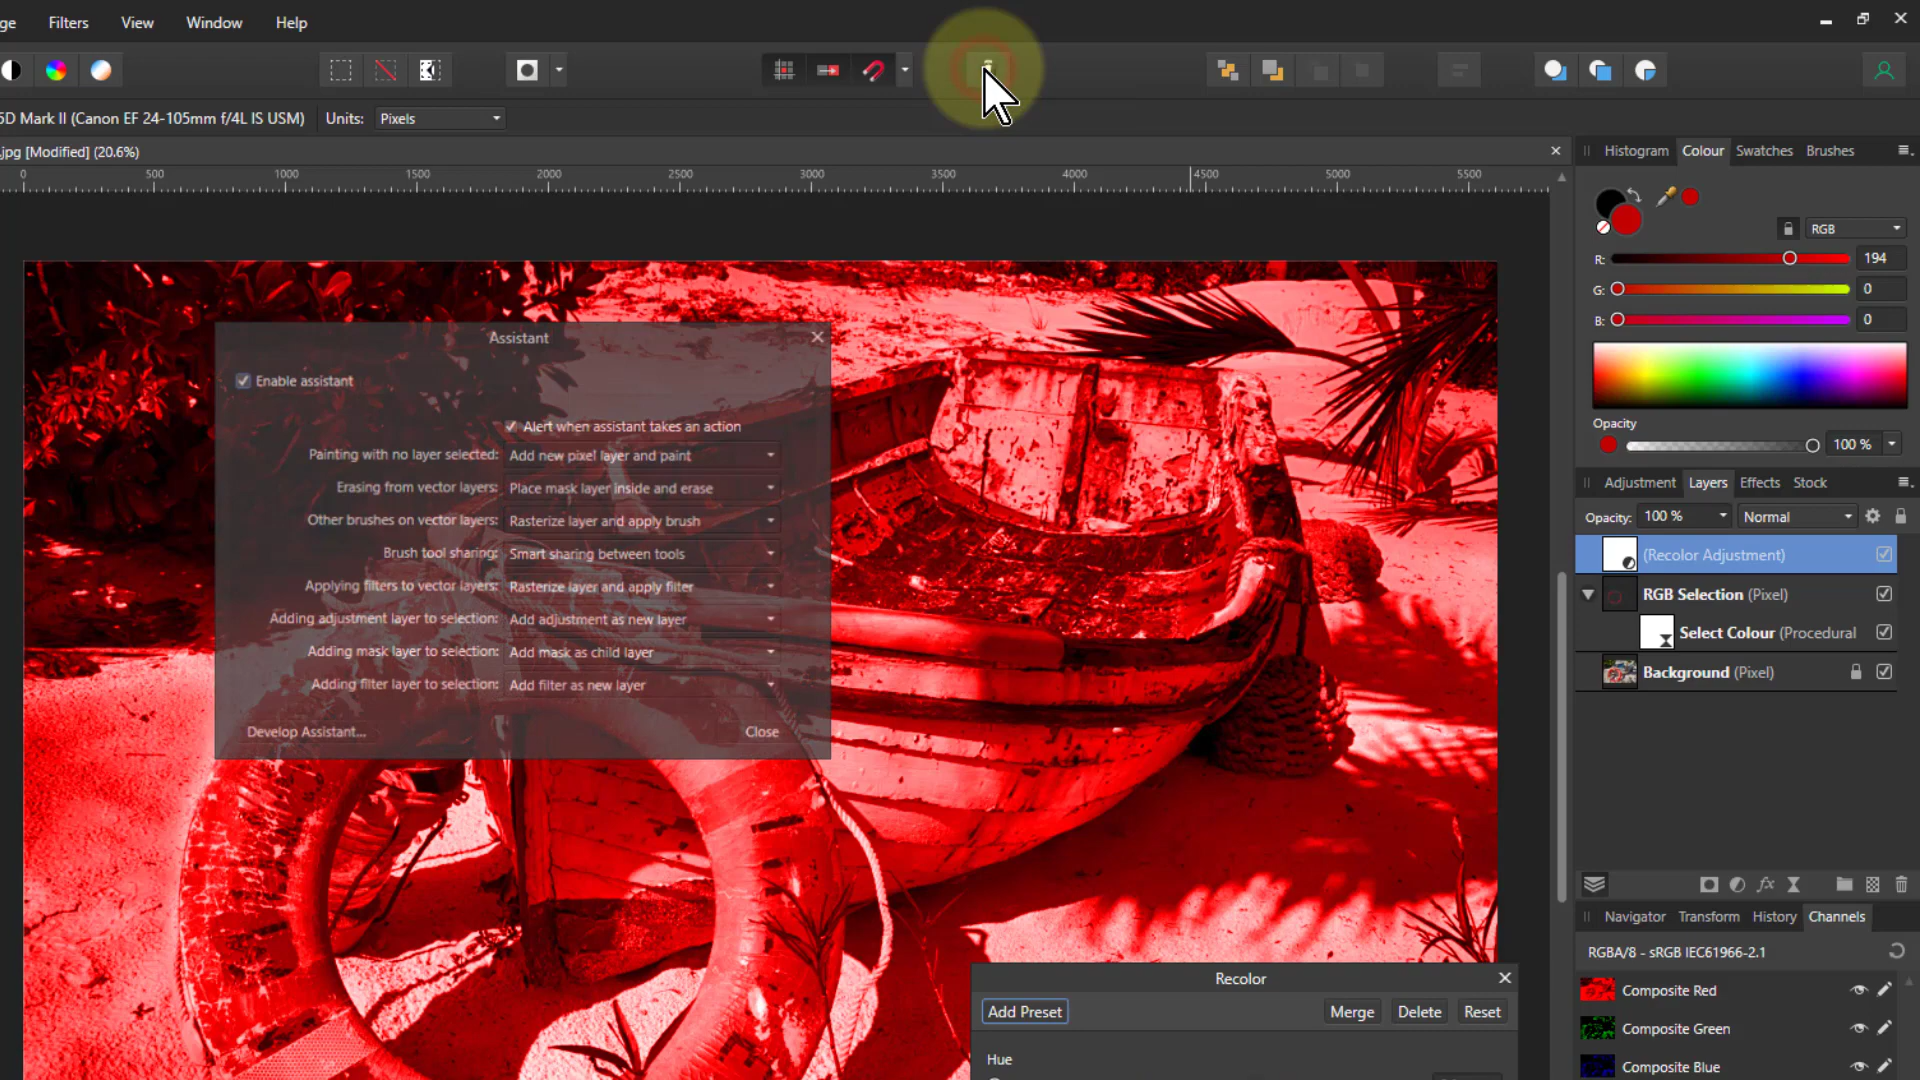 ge Filters View Window Help
5D Mark II (Canon EF 24-105mm f/4L IS USM) Units: Pixels
.jpg [Modified] (20.6%)
0 500 1000 1500 2000 2500 3000 3500 4000 4500 5000 5500
Histogram Colour Swatches Brushes
RGB
R: 194
G: 0
B: 0
Opacity
100 %
Assistant
Enable assistant
Alert when assistant takes an action
Painting with no layer selected: Add new pixel layer and paint
Erasing from vector layers: Place mask layer inside and erase
Other brushes on vector layers: Rasterize layer and apply brush
Brush tool sharing: Smart sharing between tools
Applying filters to vector layers: Rasterize layer and apply filter
Adding adjustment layer to selection: Add adjustment as new layer
Adding mask layer to selection: Add mask as child layer
Adding filter layer to selection: Add filter as new layer
Develop Assistant... Close
Adjustment Layers Effects Stock
Opacity: 100 % Normal
(Recolor Adjustment)
RGB Selection (Pixel)
Select Colour (Procedural
Background (Pixel)
fx
Navigator Transform History Channels
RGBA/8 - sRGB IEC61966-2.1
Composite Red
Composite Green
Composite Blue
Recolor
Add Preset Merge Delete Reset
Hue